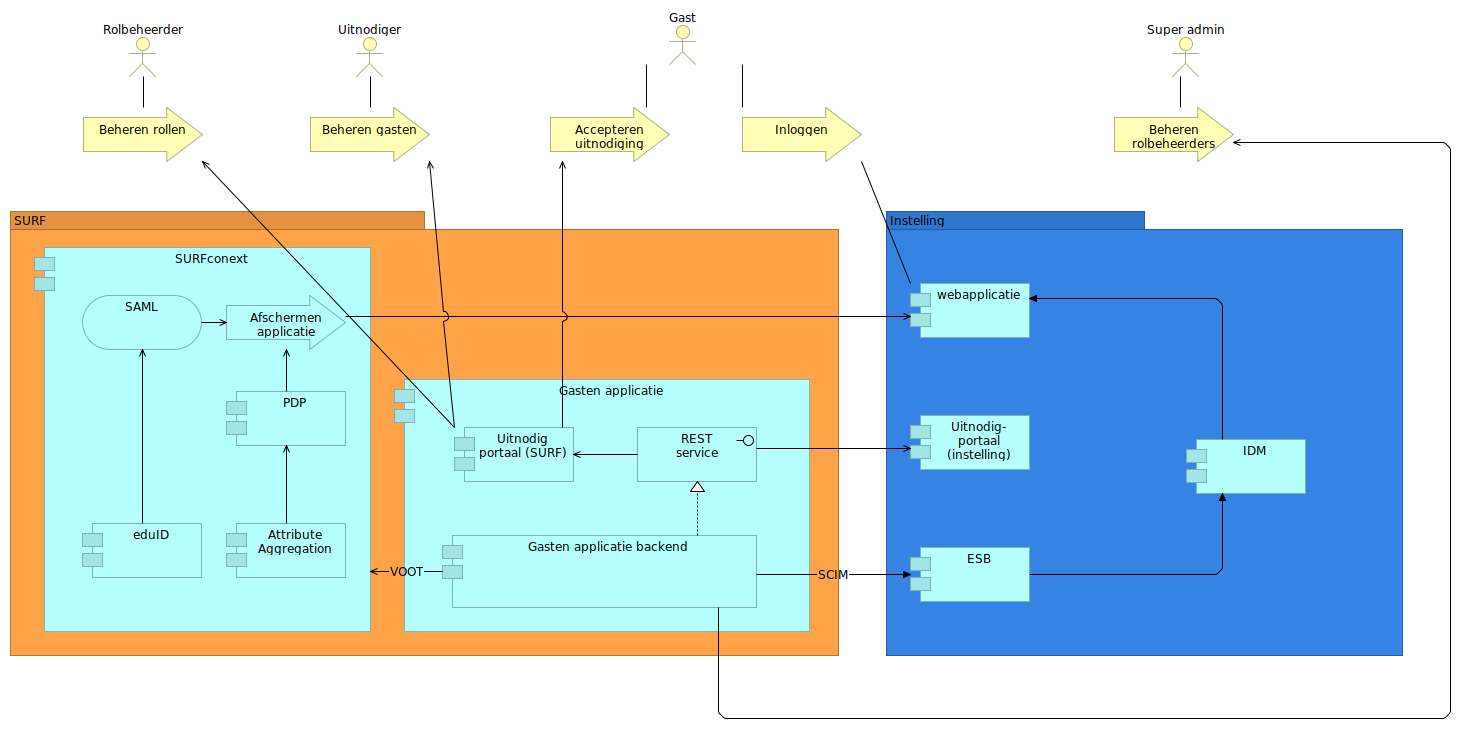 Rolbeheerder
Uitnodiger
Gast
Super admin
Beheren rollen
Beheren gasten
Accepteren
uitnodiging
Inloggen
Beheren
rolbeheerders
SURF
Instelling
SURFconext
SAML
Afschermen
applicatie
webapplicatie
PDP
Gasten applicatie
Uitnodig
portaal (SURF)
REST
service
Uitnodig-
portaal
(instelling)
IDM
eduID
Attribute
Aggregation
Gasten applicatie backend
ESB
VOOT
SCIM